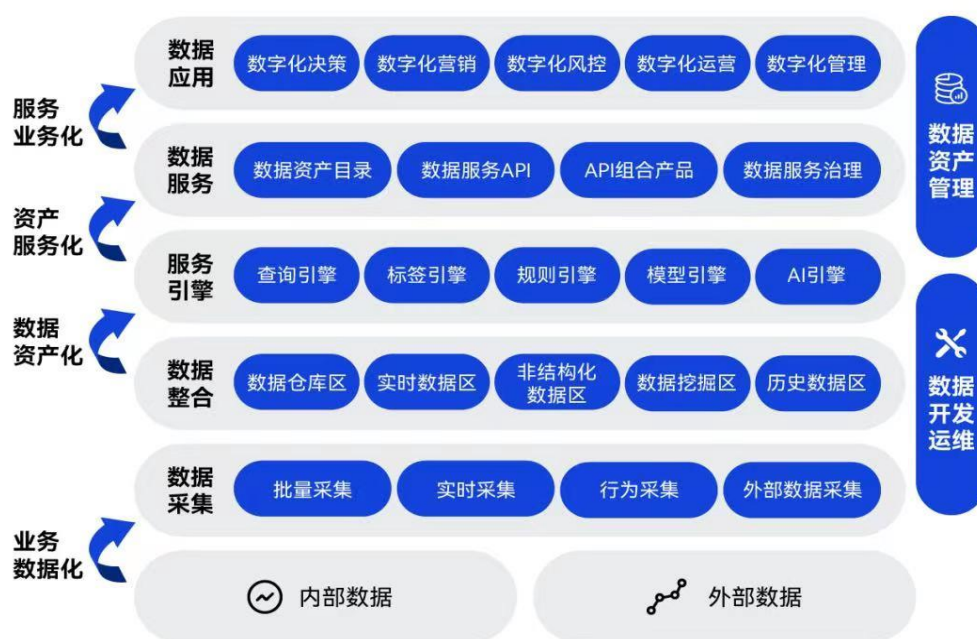 数据
应用
数字化决策
数字化营销
数字化风控
数字化运营
数字化管理
服务
业务化
数据
服务
数据资产目录
数据服务API
API组合产品
数据服务治理
资产
服务化
服务
引擎
查询引擎
标签引擎
规则引擎
模型引擎
AI引擎
数据
资产化
数据
整合
数据仓库区
实时数据区
非结构化
数据区
数据挖掘区
历史数据区
数据
采集
批量采集
实时采集
行为采集
外部数据采集
业务
数据化
内部数据
外部数据
数据
资产
管理
数据
开发
运维